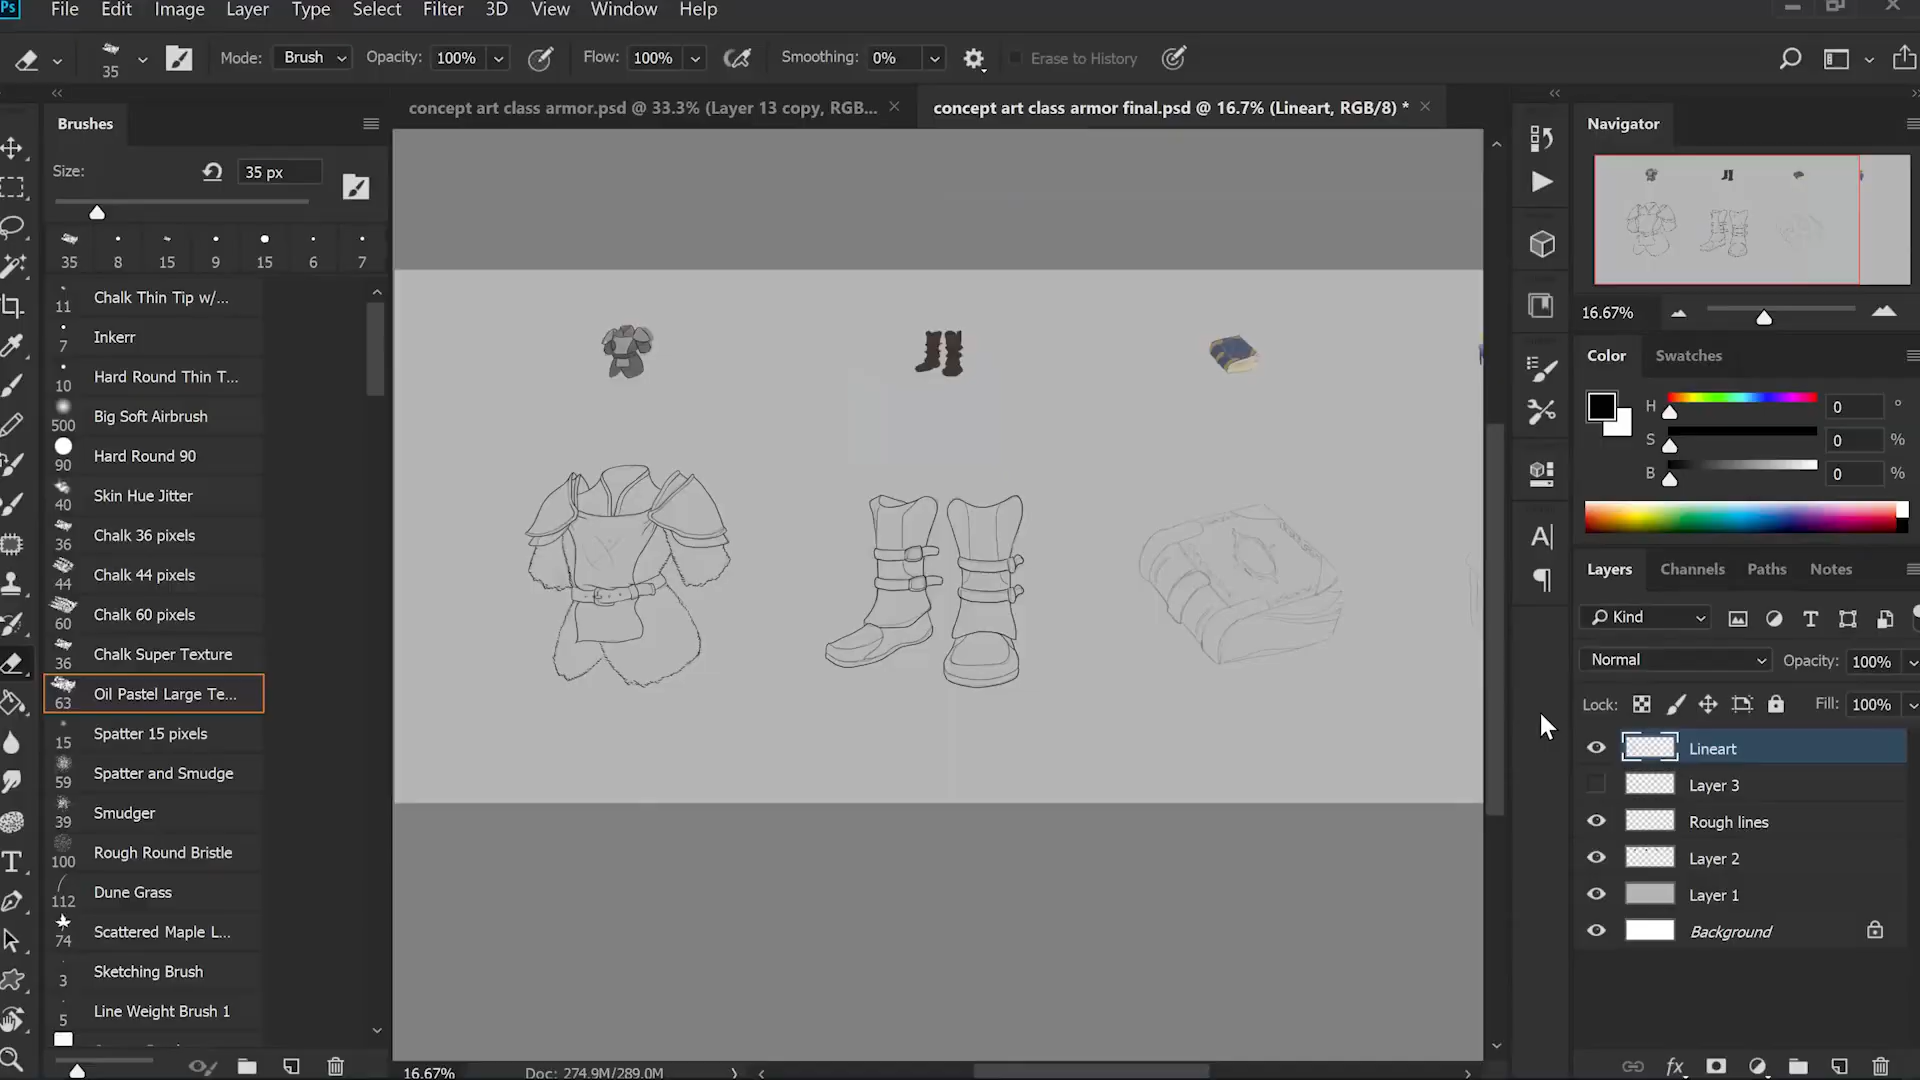 Ps File Edit Image Layer Type Select Filter 3D View Window Help
35 Mode: Brush Opacity: 100% Flow: 100% Smoothing: 0% Erase to History
concept art class armor.psd @ 33.3% (Layer 13 copy, RGB...
concept art class armor final.psd @ 16.7% (Lineart, RGB/8) *
Brushes
Size: 35 px
35 8 15 9 15 6 7
11 Chalk Thin Tip w/...
7 Inkerr
10 Hard Round Thin T...
500 Big Soft Airbrush
90 Hard Round 90
40 Skin Hue Jitter
36 Chalk 36 pixels
44 Chalk 44 pixels
60 Chalk 60 pixels
36 Chalk Super Texture
63 Oil Pastel Large Te...
15 Spatter 15 pixels
59 Spatter and Smudge
39 Smudger
100 Rough Round Bristle
112 Dune Grass
74 Scattered Maple L...
3 Sketching Brush
5 Line Weight Brush 1
16.67% Doc: 274.9M/289.0M
Navigator
16.67%
Color Swatches
H 0 °
S 0 %
B 0 %
Layers Channels Paths Notes
Kind
Normal Opacity: 100%
Lock: Fill: 100%
Lineart
Layer 3
Rough lines
Layer 2
Layer 1
Background